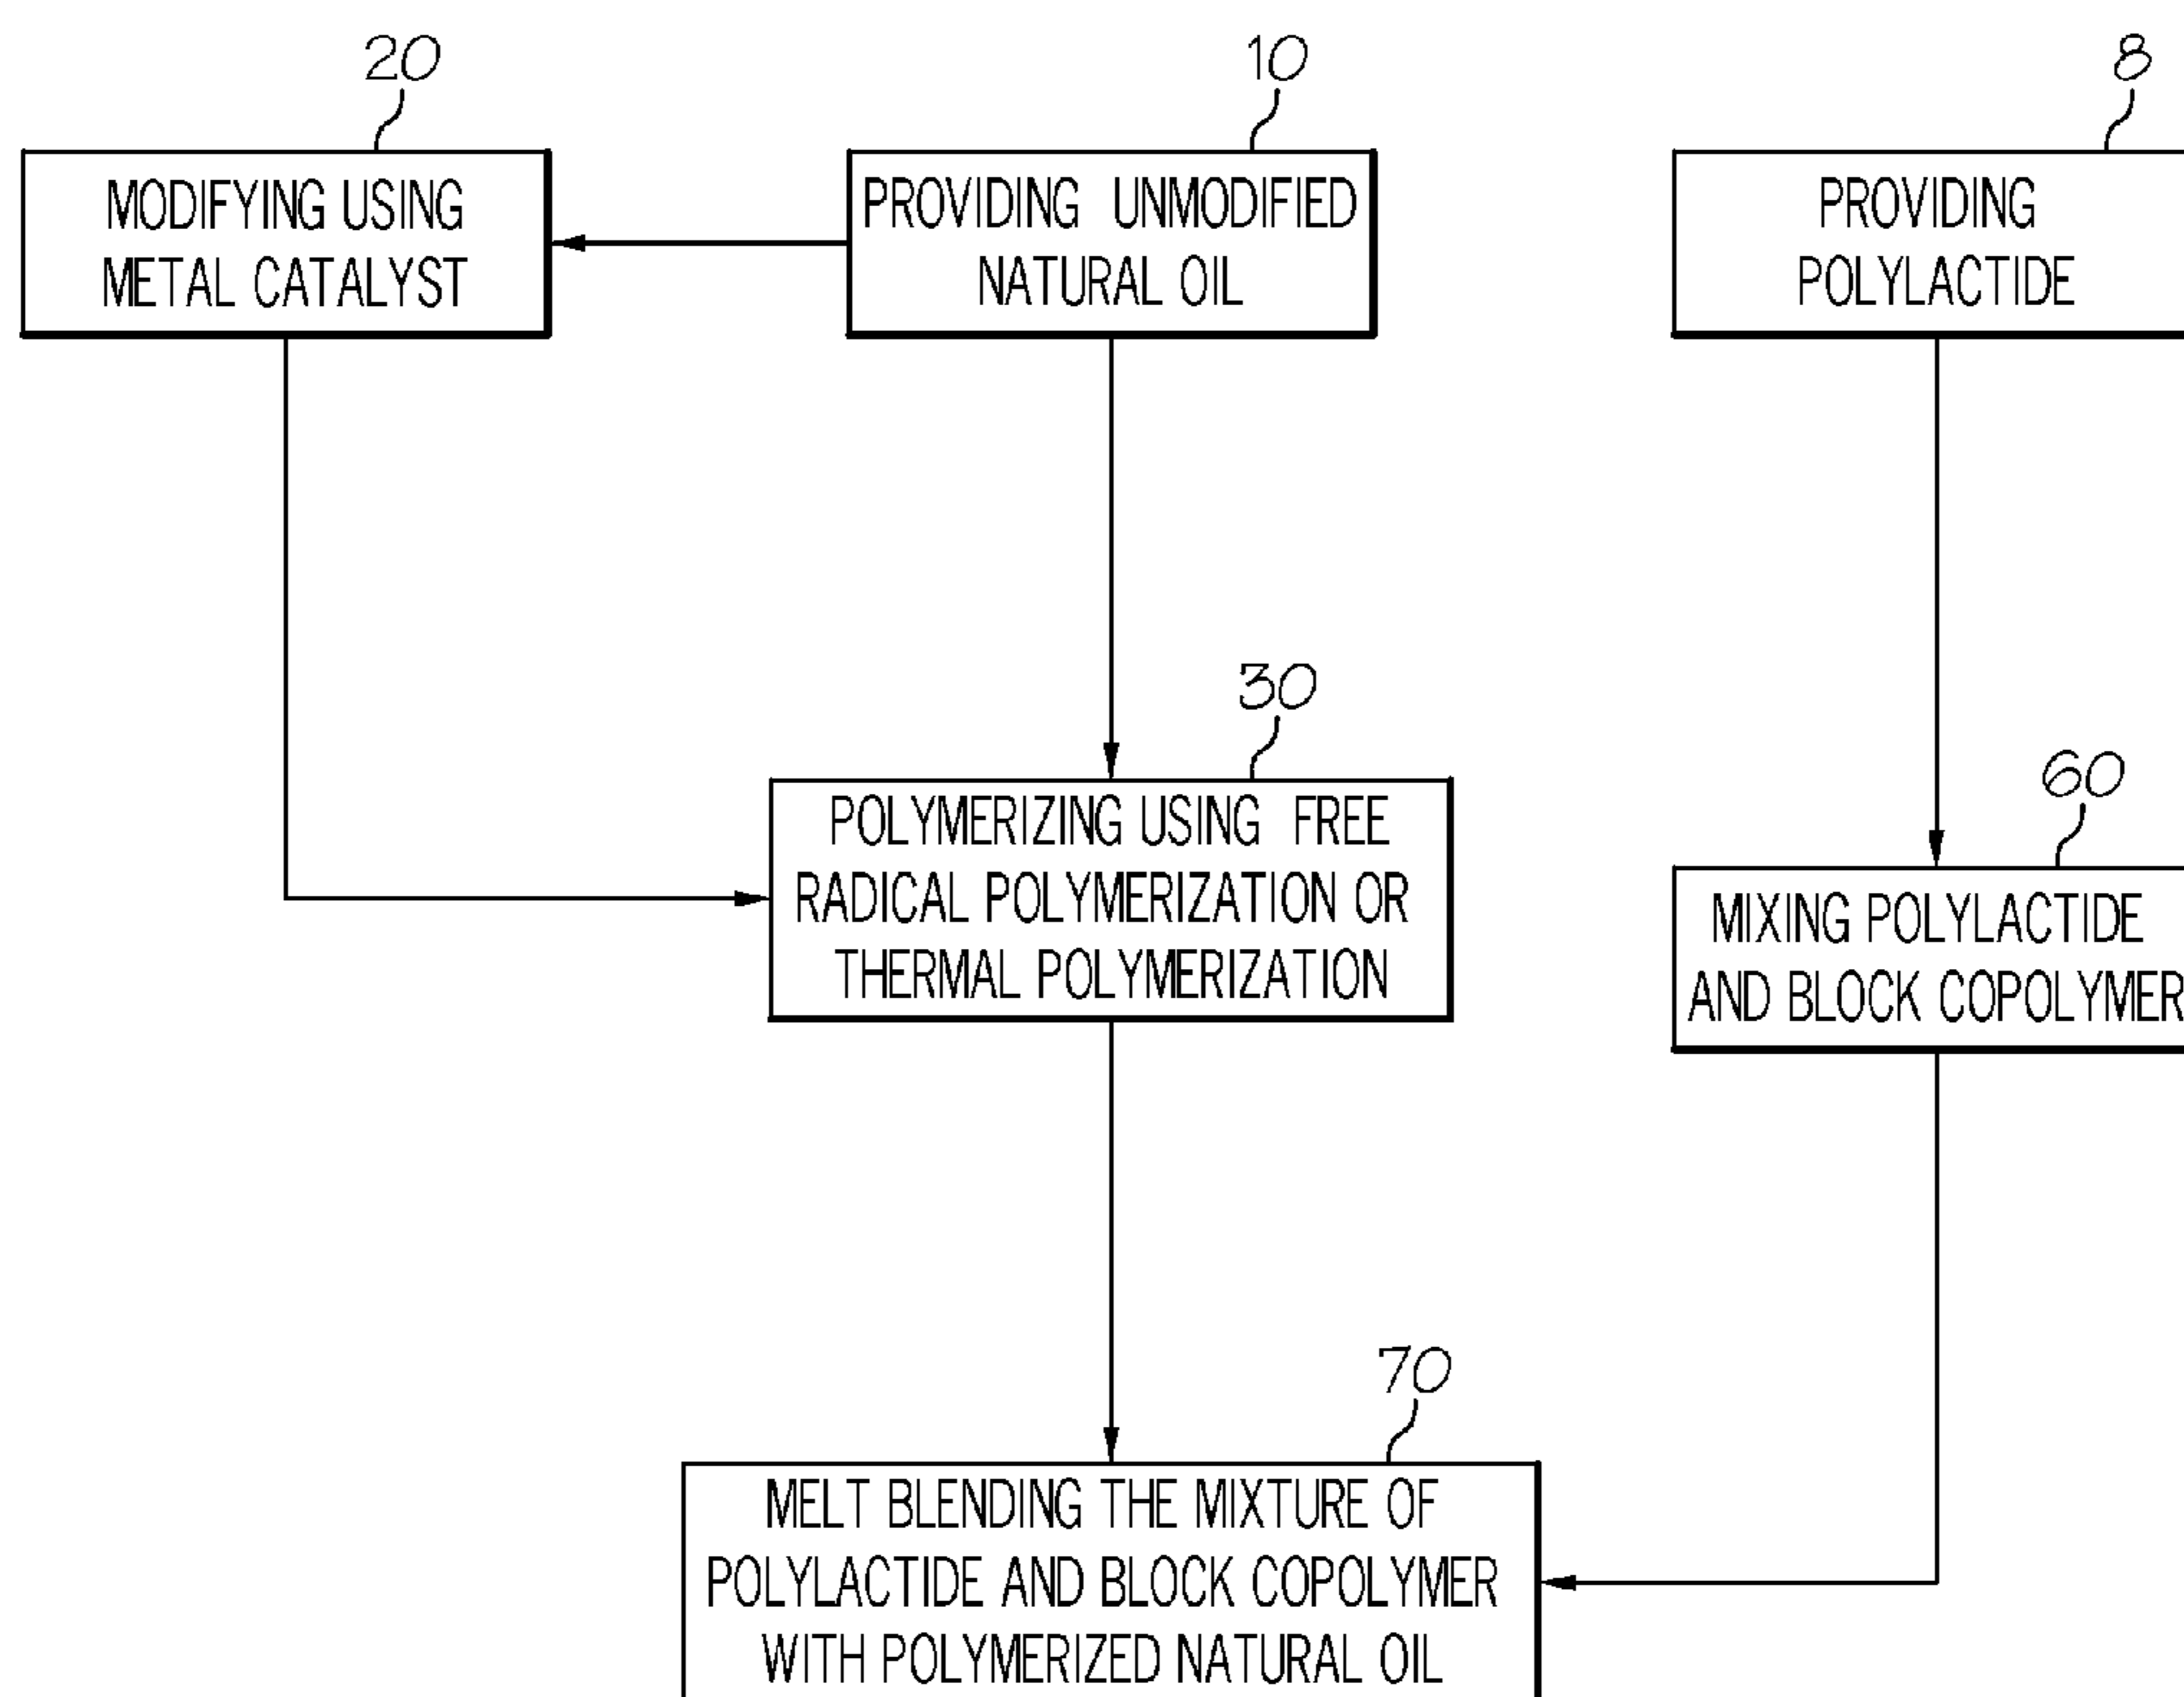 20
10
8
MODIFYING USING
METAL CATALYST
PROVIDING UNMODIFIED
NATURAL OIL
PROVIDING
POLYLACTIDE
30
60
POLYMERIZING USING FREE
RADICAL POLYMERIZATION OR
THERMAL POLYMERIZATION
MIXING POLYLACTIDE
AND BLOCK COPOLYMER
70
MELT BLENDING THE MIXTURE OF
POLYLACTIDE AND BLOCK COPOLYMER
WITH POLYMERIZED NATURAL OIL